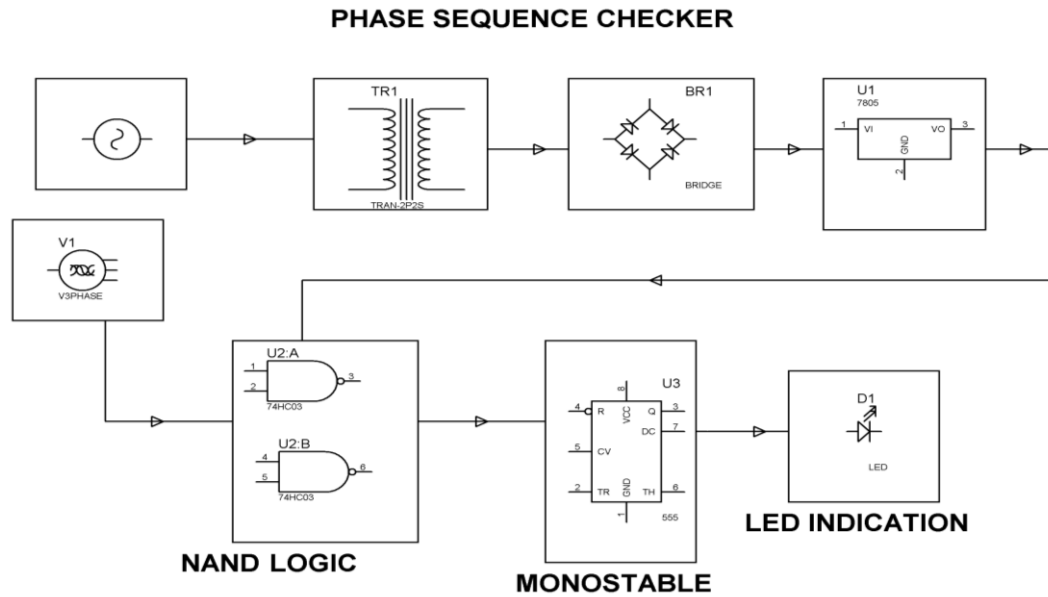 PHASE SEQUENCE CHECKER
TR1
TRAN-2P2S
BR1
BRIDGE
U1
7805
1
VI
VO
3
GND
2
V1
V3PHASE
U2:A
1
2
3
74HC03
U2:B
4
5
6
74HC03
NAND LOGIC
U3
8
4
R
VCC
Q
3
DC
7
5
CV
2
TR
GND
TH
6
1
555
MONOSTABLE
D1
LED
LED INDICATION